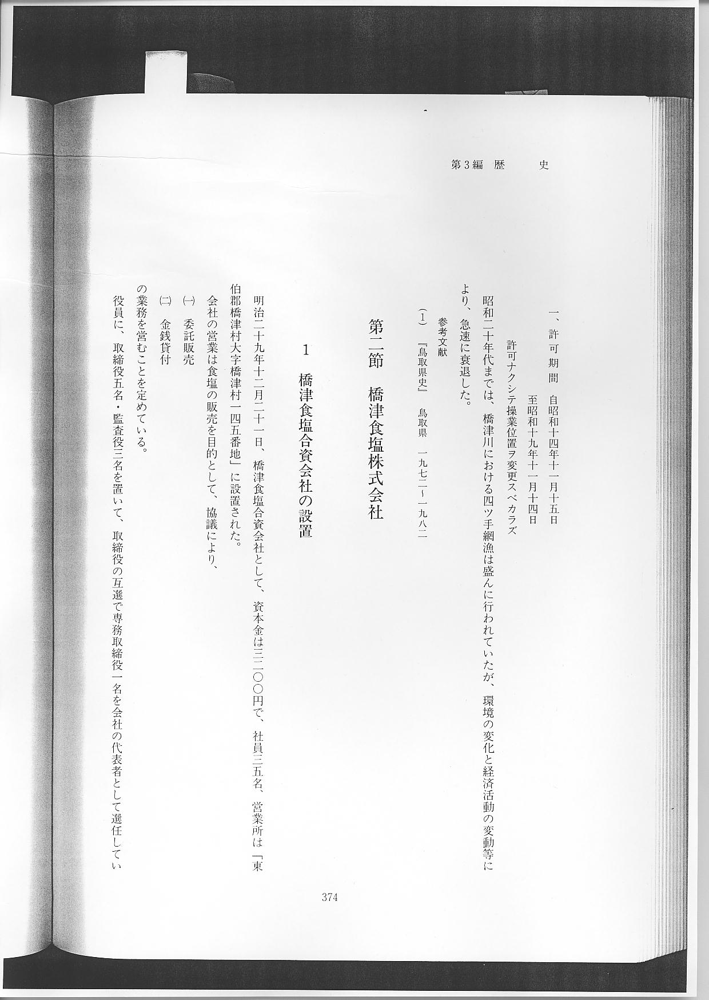 第3編 歴 史
一、許可期間 自昭和十四年十一月十五日
至昭和十九年十一月十四日
許可ナクシテ操業位置ヲ変更スベカラズ
昭和二十年代までは、橋津川における四ツ手網漁は盛んに行われていたが、環境の変化と経済活動の変動等に
より、急速に衰退した。
参考文献
(1) 『鳥取県史』 鳥取県 一九七二〜一九八二
第二節 橋津食塩株式会社
1 橋津食塩合資会社の設置
明治二十九年十二月二十一日、橋津食塩合資会社として、資本金は三二〇〇円で、社員三五名、営業所は「東
伯郡橋津村大字橋津村一四五番地」に設置された。
会社の営業は食塩の販売を目的として、協議により、
㈠ 委託販売
㈡ 金銭貸付
の業務を営むことを定めている。
役員に、取締役五名・監査役三名を置いて、取締役の互選で専務取締役一名を会社の代表者として選任してい
374